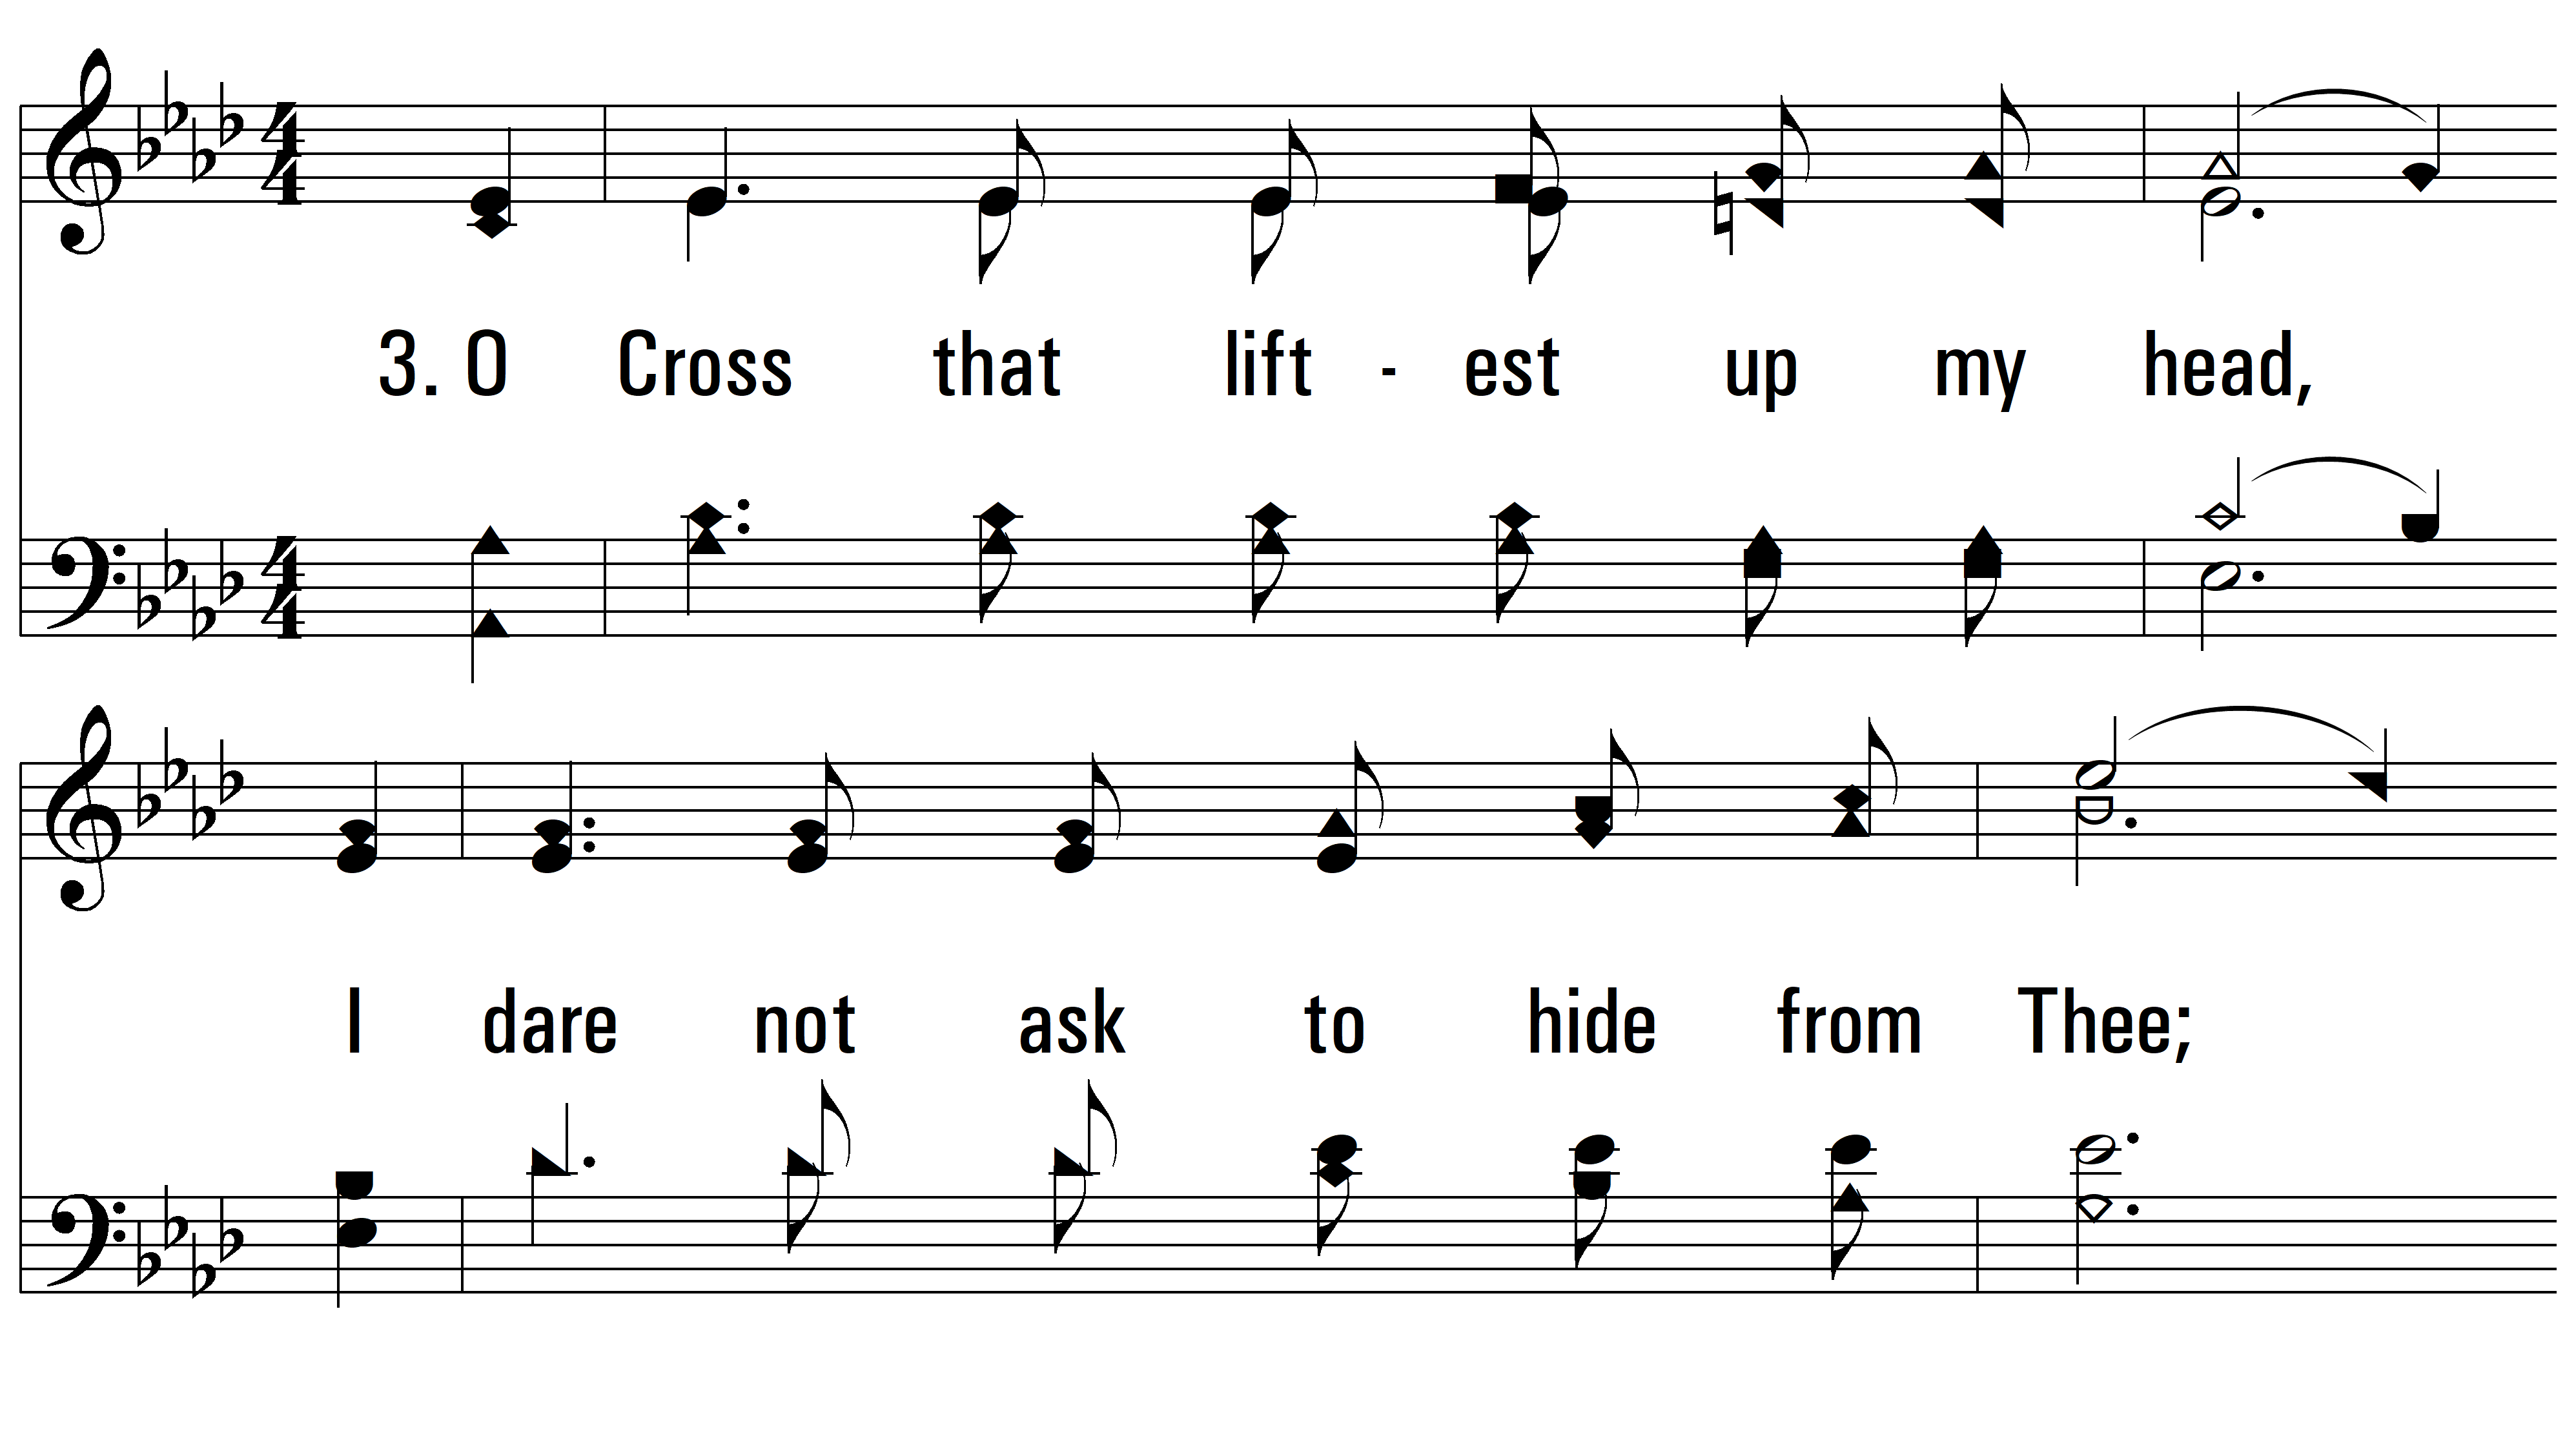 3. O Cross that lift - est up my head,
I dare not ask to hide from Thee;